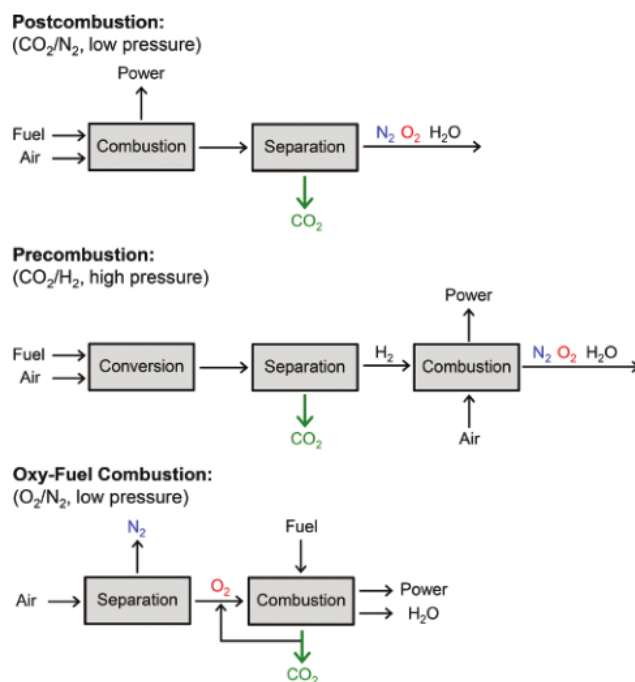 Postcombustion:
(CO₂/N₂, low pressure)
Power
Fuel
Air
Combustion
Separation
N₂ O₂ H₂O
CO₂
Precombustion:
(CO₂/H₂, high pressure)
Power
Fuel
Air
Conversion
Separation
H₂
Combustion
N₂ O₂ H₂O
CO₂
Air
Oxy-Fuel Combustion:
(O₂/N₂, low pressure)
N₂
Fuel
Air
Separation
O₂
Combustion
Power
H₂O
CO₂